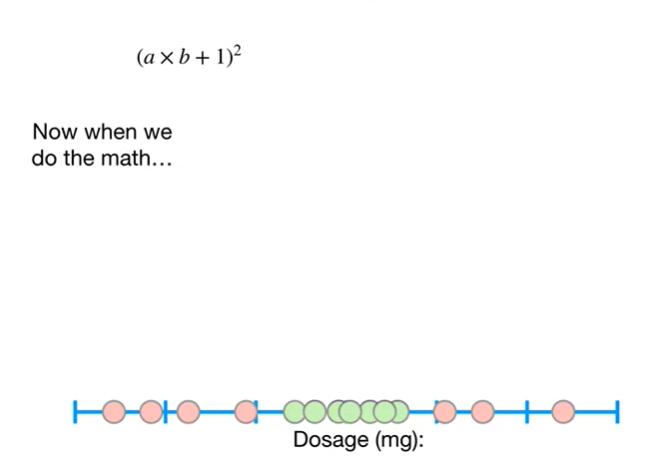 (a × b + 1)²
Now when we
do the math…
Dosage (mg):